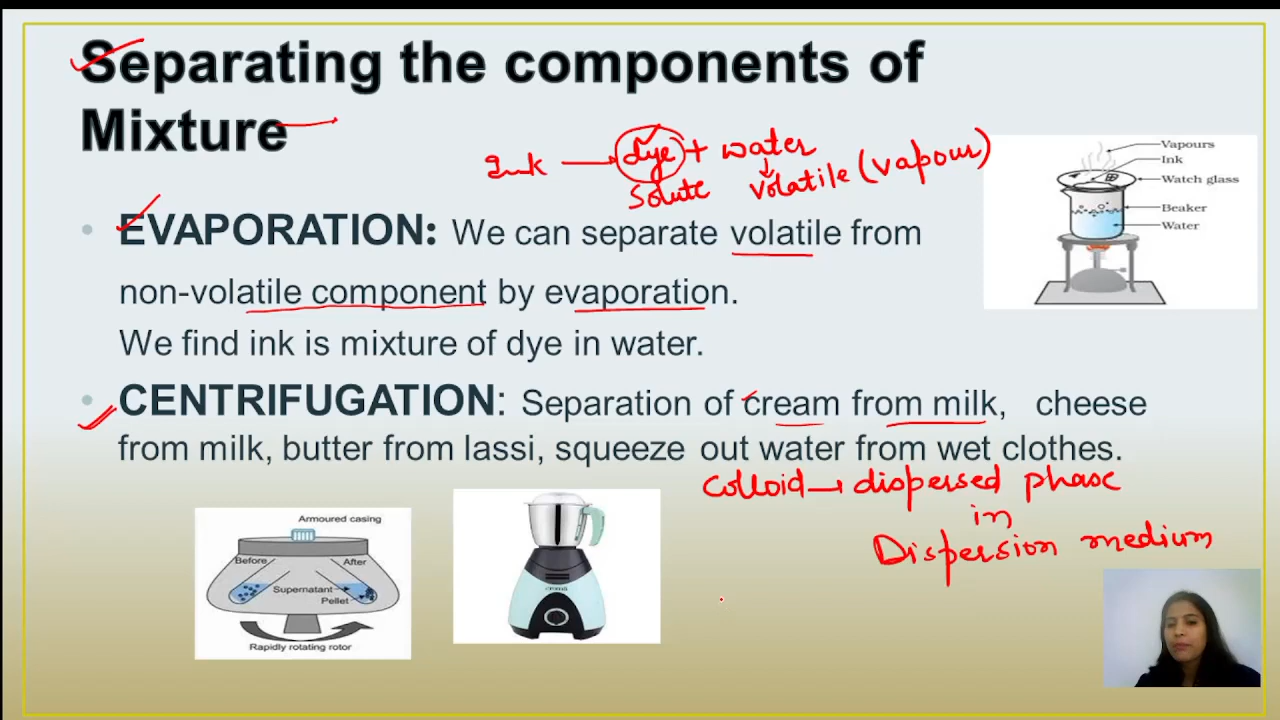 Separating the components of
Mixture
Ink → dye + water
Solute volatile (vapour)
Vapours
Ink
Watch glass
Beaker
Water
• EVAPORATION: We can separate volatile from
non-volatile component by evaporation.
We find ink is mixture of dye in water.
• CENTRIFUGATION: Separation of cream from milk, cheese
from milk, butter from lassi, squeeze out water from wet clothes.
Colloid → dispersed phase
in
Dispersion medium
Armoured casing
Before After
Supernatant
Pellet
Rapidly rotating rotor